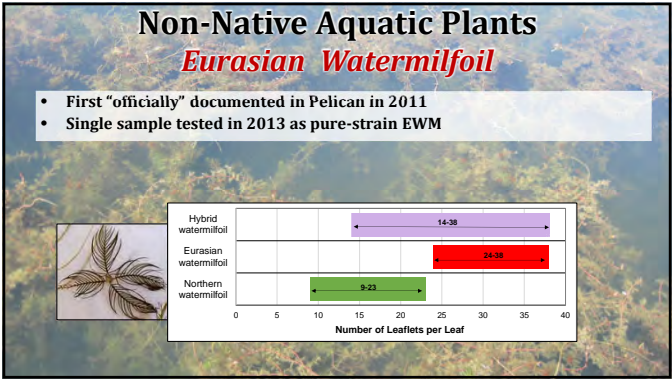 Non-Native Aquatic Plants
Eurasian Watermilfoil
• First "officially" documented in Pelican in 2011
• Single sample tested in 2013 as pure-strain EWM
Hybrid
watermilfoil
14-38
Eurasian
watermilfoil
24-38
Northern
watermilfoil
9-23
0 5 10 15 20 25 30 35 40
Number of Leaflets per Leaf